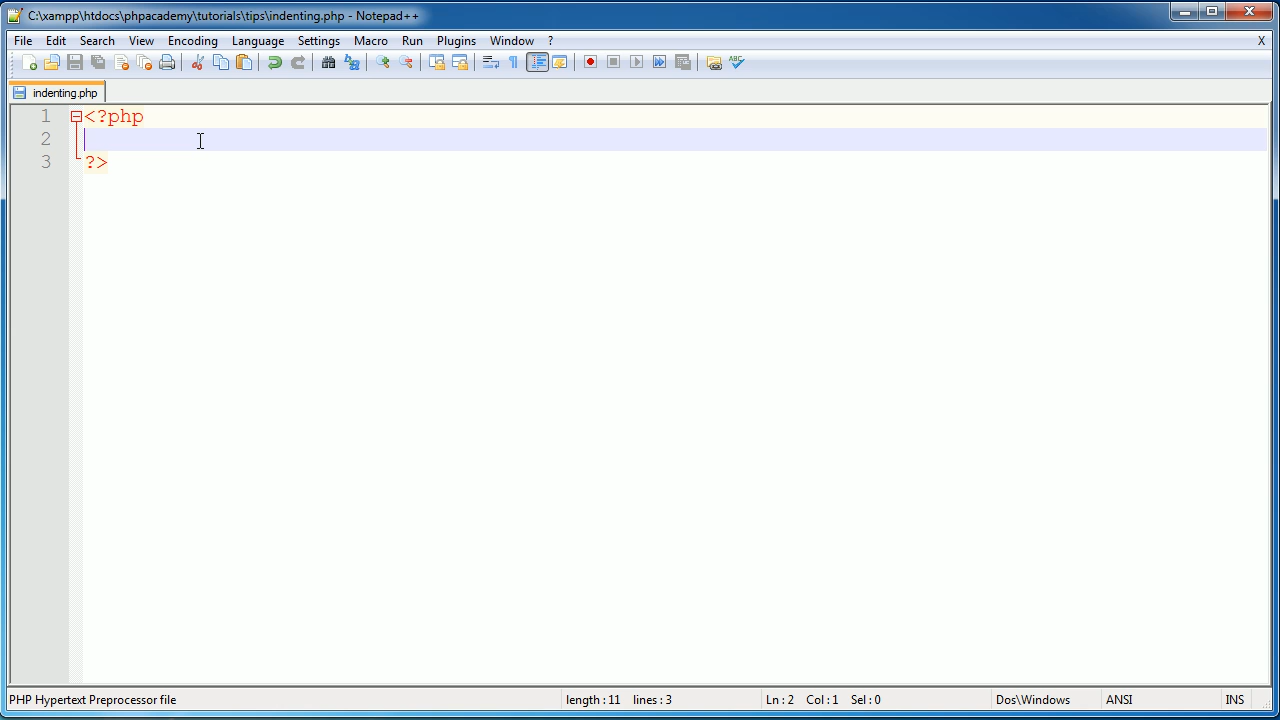 C:\xampp\htdocs\phpacademy\tutorials\tips\indenting.php - Notepad++
File Edit Search View Encoding Language Settings Macro Run Plugins Window ? X
ABC
indenting.php
1 <?php
2
3 ?>
PHP Hypertext Preprocessor file length : 11 lines : 3 Ln : 2 Col : 1 Sel : 0 Dos\Windows ANSI INS